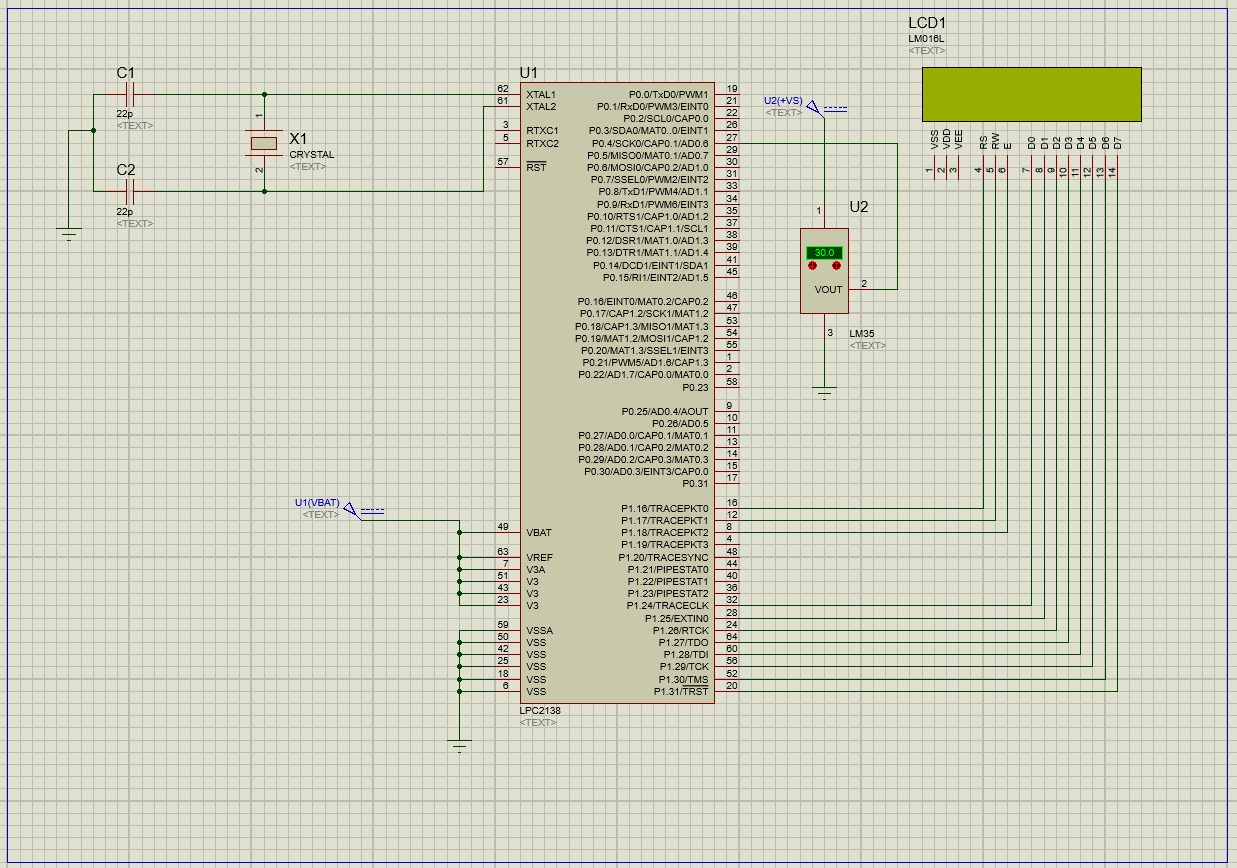 LCD1
LM016L
<TEXT>
VSS
VDD
VEE
RS
RW
E
D0
D1
D2
D3
D4
D5
D6
D7
1
2
3
4
5
6
7
8
9
10
11
12
13
14
C1
22p
<TEXT>
C2
22p
<TEXT>
X1
CRYSTAL
<TEXT>
1
2
U1
62 XTAL1
61 XTAL2
3 RTXC1
5 RTXC2
57 RST
49 VBAT
63 VREF
7 V3A
51 V3
43 V3
23 V3
59 VSSA
50 VSS
42 VSS
25 VSS
18 VSS
6 VSS
P0.0/TxD0/PWM1 19
P0.1/RxD0/PWM3/EINT0 21
P0.2/SCL0/CAP0.0 22
P0.3/SDA0/MAT0..0/EINT1 26
P0.4/SCK0/CAP0.1/AD0.6 27
P0.5/MISO0/MAT0.1/AD0.7 29
P0.6/MOSI0/CAP0.2/AD1.0 30
P0.7/SSEL0/PWM2/EINT2 31
P0.8/TxD1/PWM4/AD1.1 33
P0.9/RxD1/PWM6/EINT3 34
P0.10/RTS1/CAP1.0/AD1.2 35
P0.11/CTS1/CAP1.1/SCL1 37
P0.12/DSR1/MAT1.0/AD1.3 38
P0.13/DTR1/MAT1.1/AD1.4 39
P0.14/DCD1/EINT1/SDA1 41
P0.15/RI1/EINT2/AD1.5 45
P0.16/EINT0/MAT0.2/CAP0.2 46
P0.17/CAP1.2/SCK1/MAT1.2 47
P0.18/CAP1.3/MISO1/MAT1.3 53
P0.19/MAT1.2/MOSI1/CAP1.2 54
P0.20/MAT1.3/SSEL1/EINT3 55
P0.21/PWM5/AD1.6/CAP1.3 1
P0.22/AD1.7/CAP0.0/MAT0.0 2
P0.23 58
P0.25/AD0.4/AOUT 9
P0.26/AD0.5 10
P0.27/AD0.0/CAP0.1/MAT0.1 11
P0.28/AD0.1/CAP0.2/MAT0.2 13
P0.29/AD0.2/CAP0.3/MAT0.3 14
P0.30/AD0.3/EINT3/CAP0.0 15
P0.31 17
P1.16/TRACEPKT0 16
P1.17/TRACEPKT1 12
P1.18/TRACEPKT2 8
P1.19/TRACEPKT3 4
P1.20/TRACESYNC 48
P1.21/PIPESTAT0 44
P1.22/PIPESTAT1 40
P1.23/PIPESTAT2 36
P1.24/TRACECLK 32
P1.25/EXTIN0 28
P1.26/RTCK 24
P1.27/TDO 64
P1.28/TDI 60
P1.29/TCK 56
P1.30/TMS 52
P1.31/TRST 20
LPC2138
<TEXT>
U1(VBAT)
<TEXT>
U2(+VS)
<TEXT>
U2
1
30.0
VOUT
2
3
LM35
<TEXT>